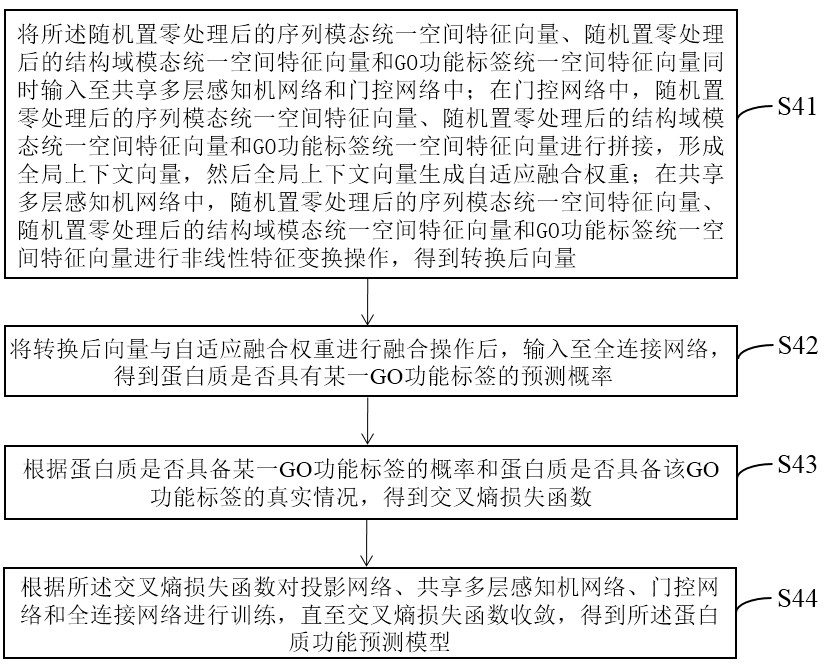 将所述随机置零处理后的序列模态统一空间特征向量、随机置零处理
后的结构域模态统一空间特征向量和GO功能标签统一空间特征向量同
时输入至共享多层感知机网络和门控网络中；在门控网络中，随机置
零处理后的序列模态统一空间特征向量、随机置零处理后的结构域模
态统一空间特征向量和GO功能标签统一空间特征向量进行拼接，形成
全局上下文向量，然后全局上下文向量生成自适应融合权重；在共享
多层感知机网络中，随机置零处理后的序列模态统一空间特征向量、
随机置零处理后的结构域模态统一空间特征向量和GO功能标签统一空
间特征向量进行非线性特征变换操作，得到转换后向量
S41
将转换后向量与自适应融合权重进行融合操作后，输入至全连接网络，
得到蛋白质是否具有某一GO功能标签的预测概率
S42
根据蛋白质是否具备某一GO功能标签的概率和蛋白质是否具备该GO
功能标签的真实情况，得到交叉熵损失函数
S43
根据所述交叉熵损失函数对投影网络、共享多层感知机网络、门控网
络和全连接网络进行训练，直至交叉熵损失函数收敛，得到所述蛋白
质功能预测模型
S44